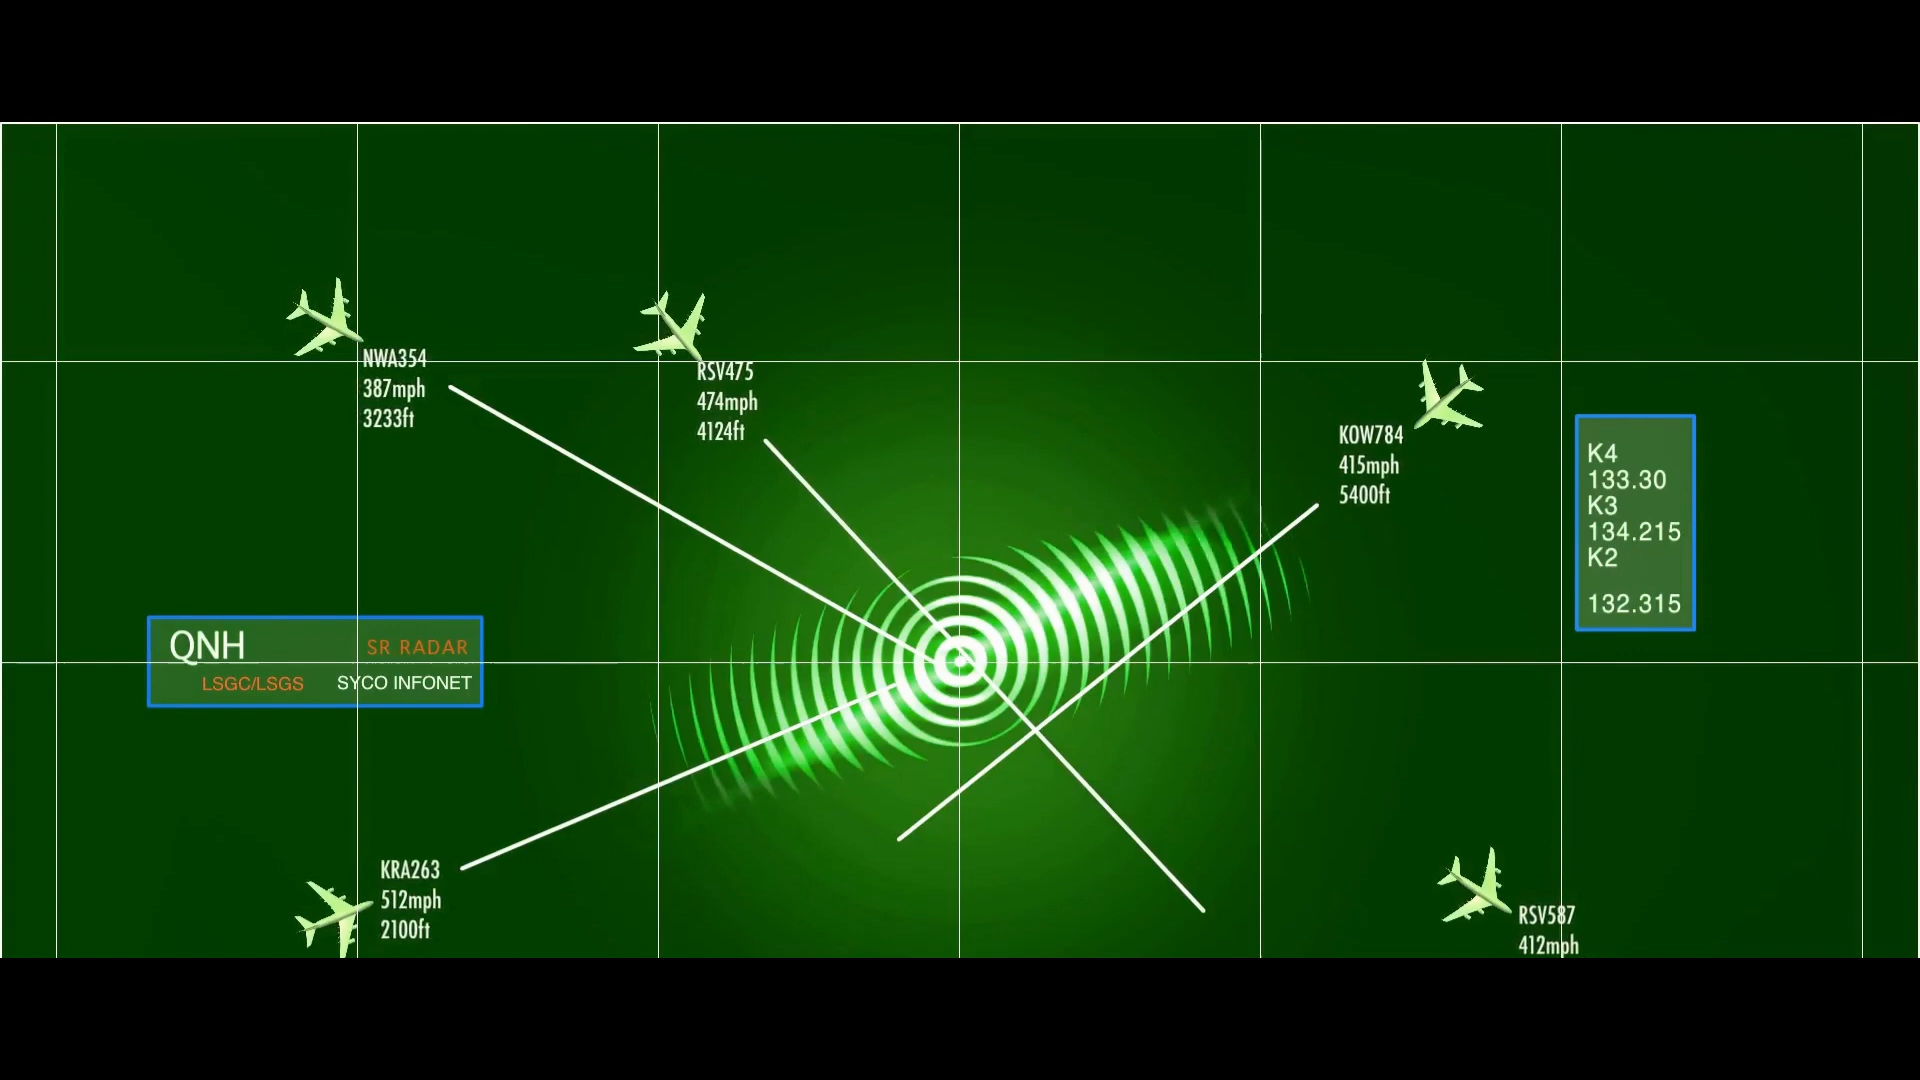 NWA354
387mph
3233ft
RSV475
474mph
4124ft
KOW784
415mph
5400ft
K4
133.30
K3
134.215
K2
132.315
QNH SR RADAR
LSGC/LSGS SYCO INFONET
KRA263
512mph
2100ft
RSV587
412mph